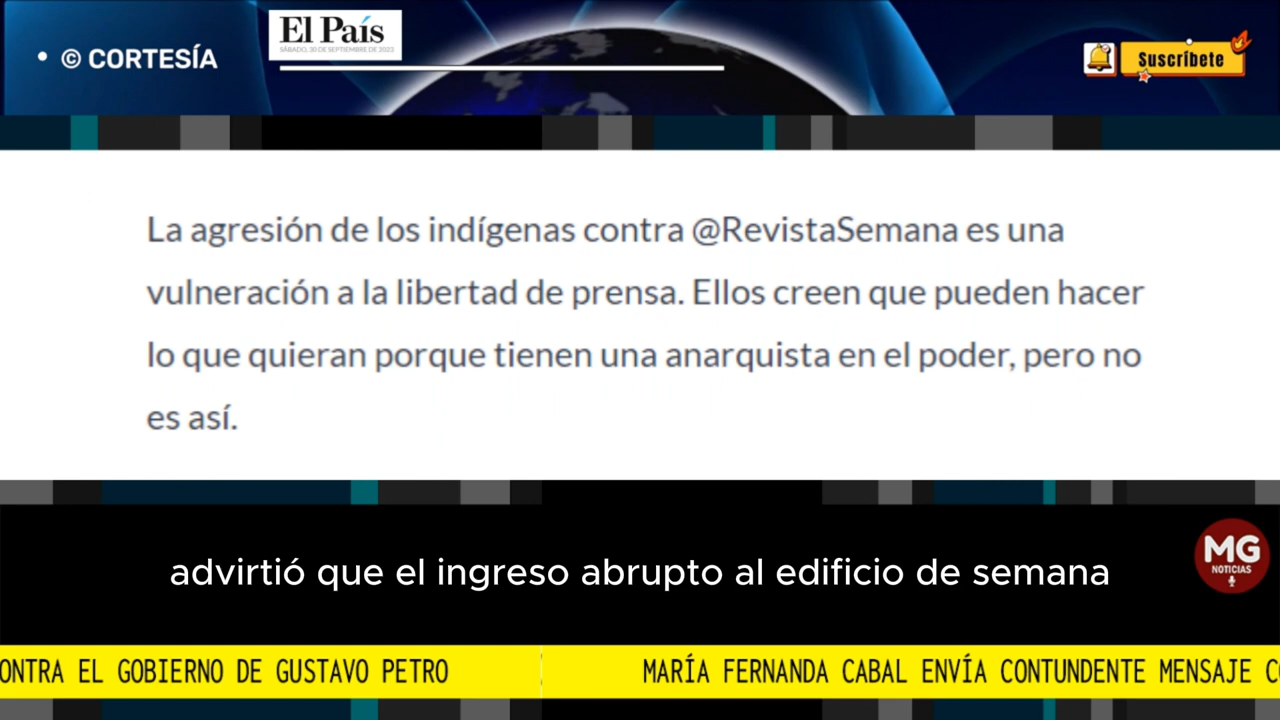 © CORTESÍA
El País
SÁBADO, 30 DE SEPTIEMBRE DE 2023
Suscríbete
La agresión de los indígenas contra @RevistaSemana es una
vulneración a la libertad de prensa. Ellos creen que pueden hacer
lo que quieran porque tienen una anarquista en el poder, pero no
es así.
MG
NOTICIAS
advirtió que el ingreso abrupto al edificio de semana
ONTRA EL GOBIERNO DE GUSTAVO PETRO
MARÍA FERNANDA CABAL ENVÍA CONTUNDENTE MENSAJE CO